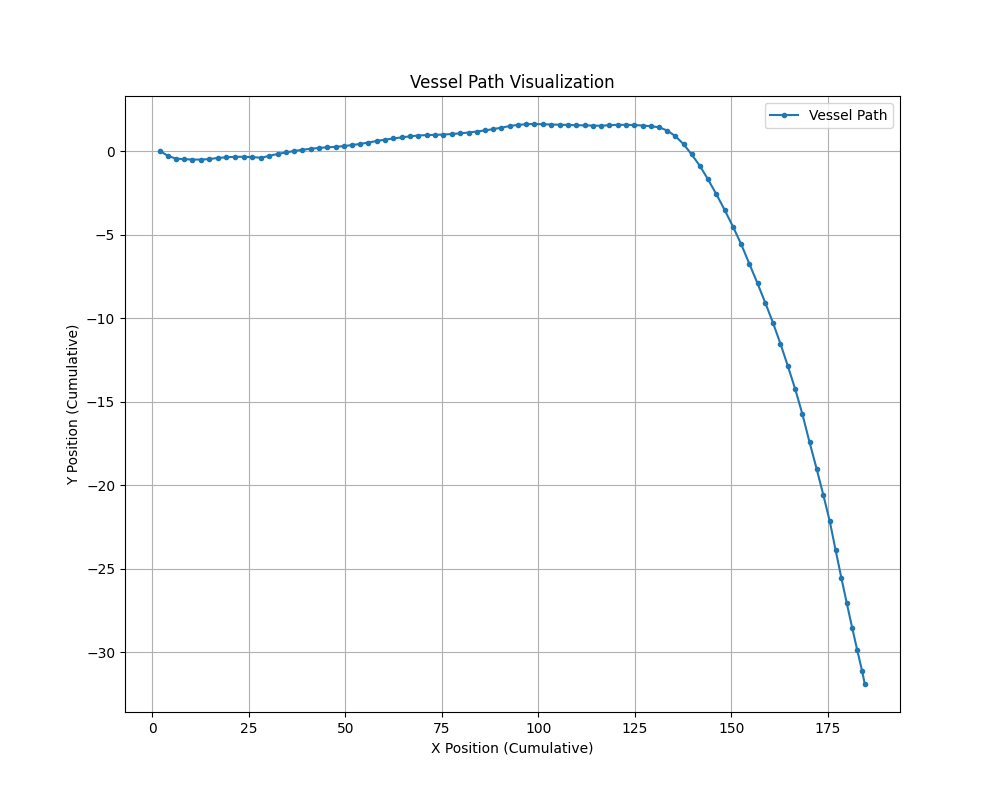 Vessel Path Visualization
Vessel Path
0
−5
−10
−15
−20
−25
−30
Y Position (Cumulative)
0 25 50 75 100 125 150 175
X Position (Cumulative)